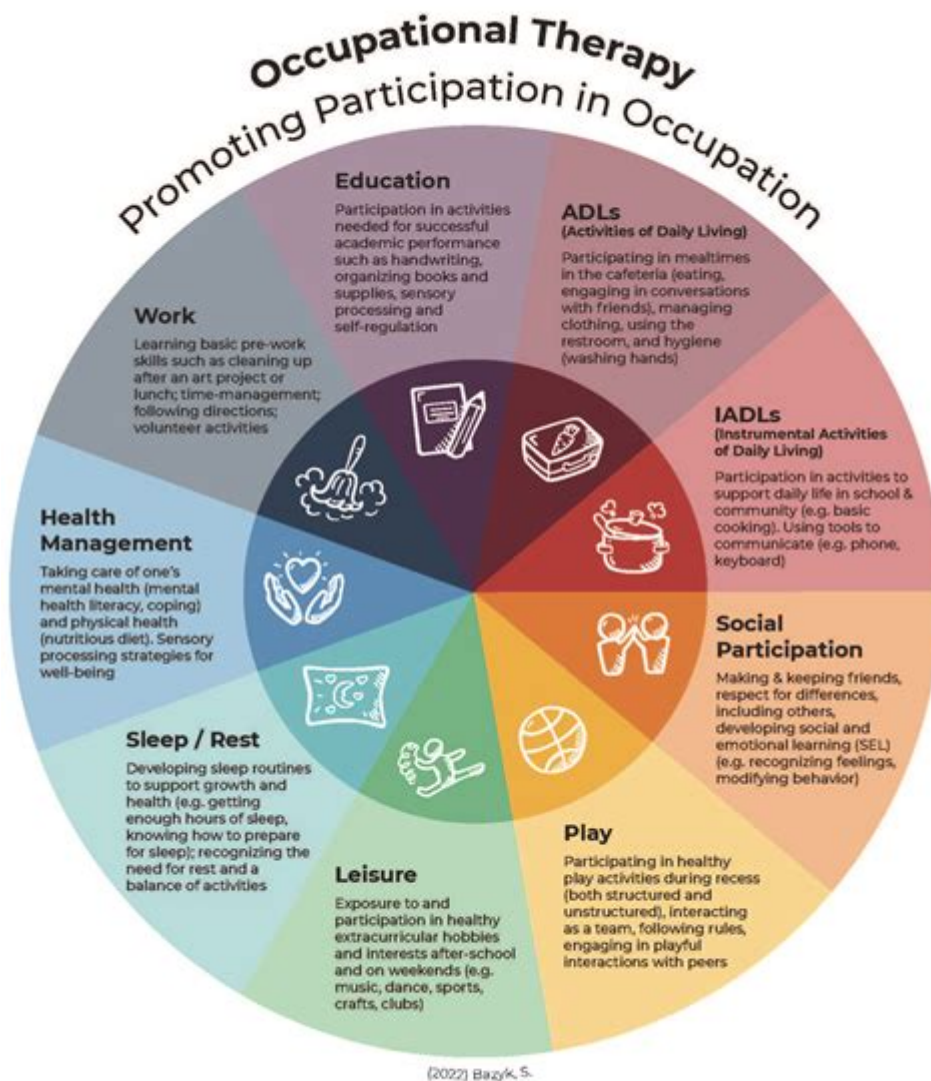 Occupational Therapy
Promoting Participation in Occupation
Education
Participation in activities
needed for successful
academic performance
such as handwriting,
organizing books and
supplies, sensory
processing and
self-regulation
ADLs
(Activities of Daily Living)
Participating in mealtimes
in the cafeteria (eating,
engaging in conversations
with friends), managing
clothing, using the
restroom, and hygiene
(washing hands)
IADLs
(Instrumental Activities
of Daily Living)
Participation in activities to
support daily life in school &
community (e.g. basic
cooking). Using tools to
communicate (e.g. phone,
keyboard)
Social
Participation
Making & keeping friends,
respect for differences,
including others,
developing social and
emotional learning (SEL)
(e.g. recognizing feelings,
modifying behavior)
Play
Participating in healthy
play activities during recess
(both structured and
unstructured), interacting
as a team, following rules,
engaging in playful
interactions with peers
Leisure
Exposure to and
participation in healthy
extracurricular hobbies
and interests after-school
and on weekends (e.g.
music, dance, sports,
crafts, clubs)
Sleep / Rest
Developing sleep routines
to support growth and
health (e.g. getting
enough hours of sleep,
knowing how to prepare
for sleep); recognizing the
need for rest and a
balance of activities
Health
Management
Taking care of one's
mental health (mental
health literacy, coping)
and physical health
(nutritious diet). Sensory
processing strategies for
well-being
Work
Learning basic pre-work
skills such as cleaning up
after an art project or
lunch; time-management;
following directions;
volunteer activities
(2022) Bazyk, S.